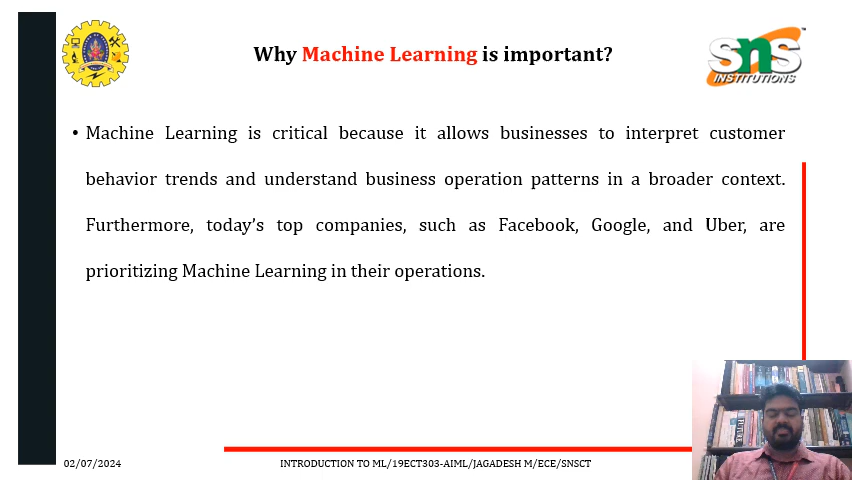 Why Machine Learning is important?
SNS
INSTITUTIONS
• Machine Learning is critical because it allows businesses to interpret customer
behavior trends and understand business operation patterns in a broader context.
Furthermore, today's top companies, such as Facebook, Google, and Uber, are
prioritizing Machine Learning in their operations.
02/07/2024
INTRODUCTION TO ML/19ECT303-AIML/JAGADESH M/ECE/SNSCT